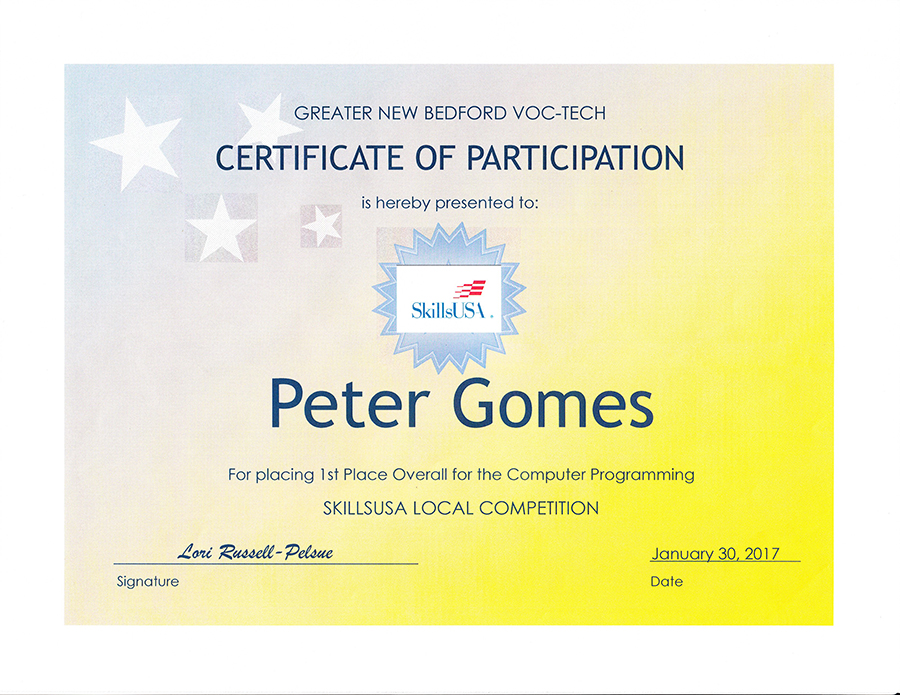 GREATER NEW BEDFORD VOC-TECH
CERTIFICATE OF PARTICIPATION
is hereby presented to:
SkillsUSA
Peter Gomes
For placing 1st Place Overall for the Computer Programming
SKILLSUSA LOCAL COMPETITION
Lori Russell-Pelsue
January 30, 2017
Signature
Date